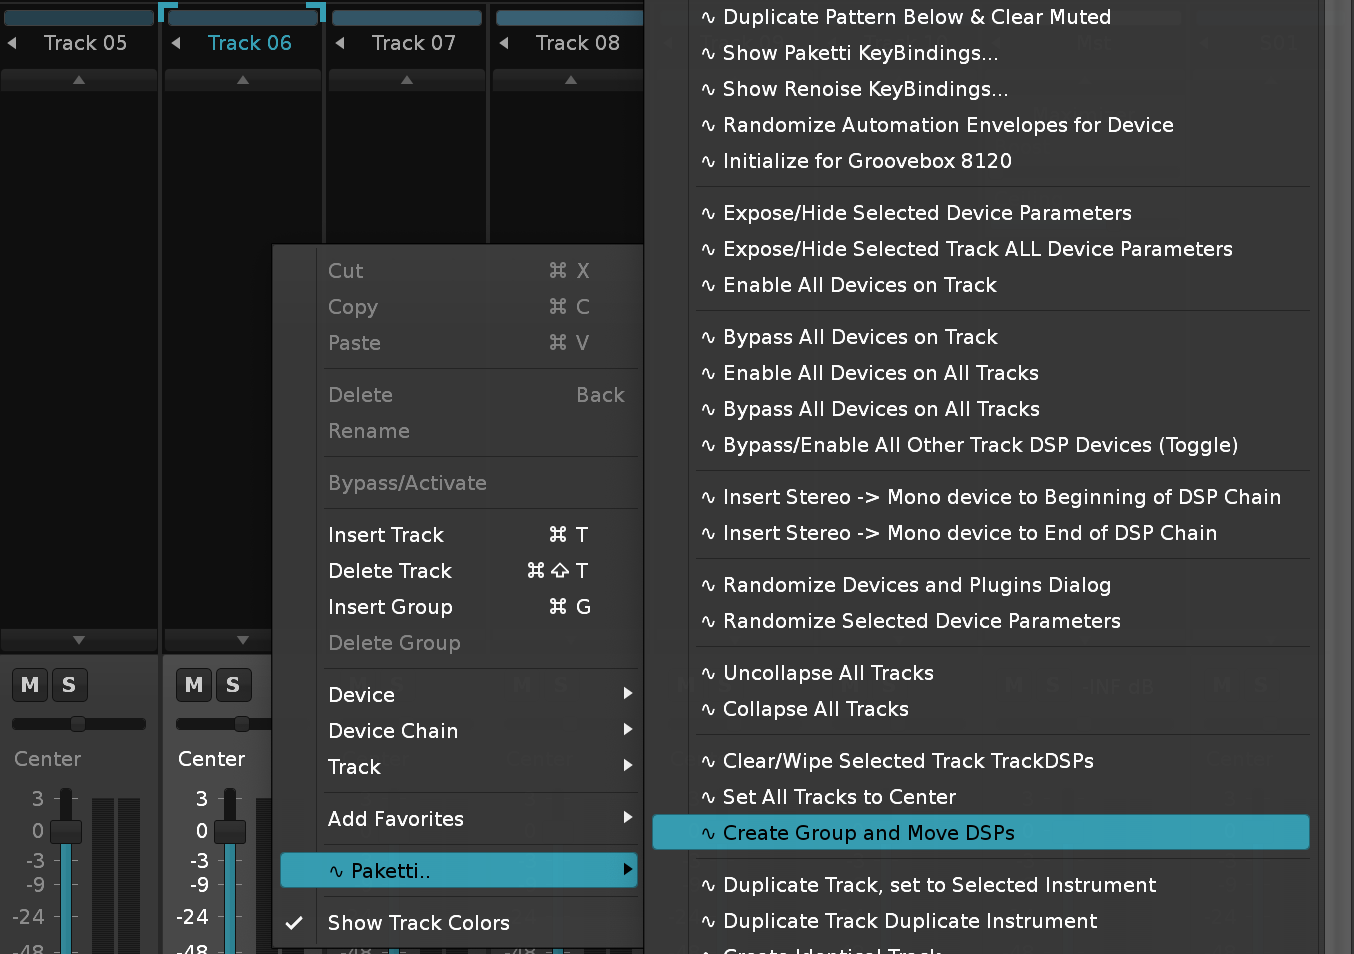 Track 05
Track 06
Track 07
Track 08
M S
M S
Center
Center
3
0
-3
-9
-24
-48
3
0
-3
-9
-24
-48
Cut ⌘ X
Copy ⌘ C
Paste ⌘ V
Delete Back
Rename
Bypass/Activate
Insert Track ⌘ T
Delete Track ⌘⇧T
Insert Group ⌘ G
Delete Group
Device
Device Chain
Track
Add Favorites
∿ Paketti..
✓ Show Track Colors
∿ Duplicate Pattern Below & Clear Muted
∿ Show Paketti KeyBindings...
∿ Show Renoise KeyBindings...
∿ Randomize Automation Envelopes for Device
∿ Initialize for Groovebox 8120
∿ Expose/Hide Selected Device Parameters
∿ Expose/Hide Selected Track ALL Device Parameters
∿ Enable All Devices on Track
∿ Bypass All Devices on Track
∿ Enable All Devices on All Tracks
∿ Bypass All Devices on All Tracks
∿ Bypass/Enable All Other Track DSP Devices (Toggle)
∿ Insert Stereo -> Mono device to Beginning of DSP Chain
∿ Insert Stereo -> Mono device to End of DSP Chain
∿ Randomize Devices and Plugins Dialog
∿ Randomize Selected Device Parameters
∿ Uncollapse All Tracks
∿ Collapse All Tracks
∿ Clear/Wipe Selected Track TrackDSPs
∿ Set All Tracks to Center
∿ Create Group and Move DSPs
∿ Duplicate Track, set to Selected Instrument
∿ Duplicate Track Duplicate Instrument
∿ Create Identical Track